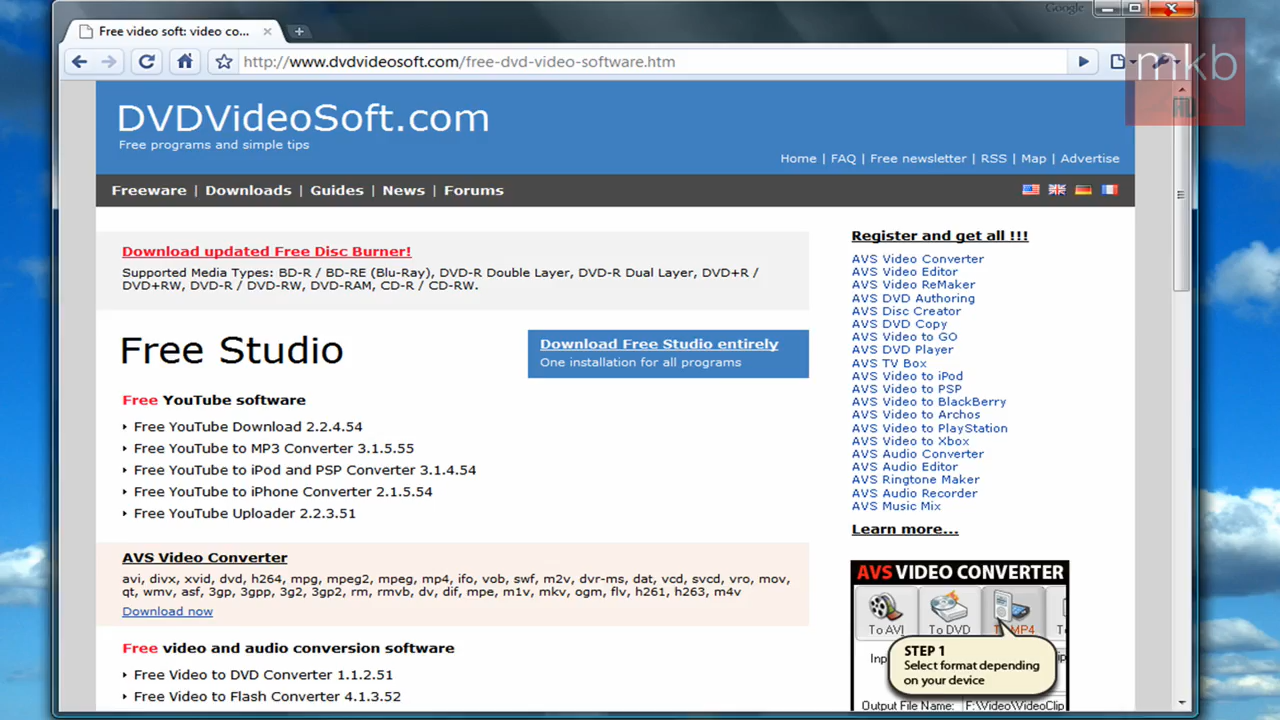 Google
Free video soft: video co...
http://www.dvdvideosoft.com/free-dvd-video-software.htm
mkb
DVDVideoSoft.com
Free programs and simple tips
Home | FAQ | Free newsletter | RSS | Map | Advertise
Freeware | Downloads | Guides | News | Forums
Download updated Free Disc Burner!
Supported Media Types: BD-R / BD-RE (Blu-Ray), DVD-R Double Layer, DVD-R Dual Layer, DVD+R /
DVD+RW, DVD-R / DVD-RW, DVD-RAM, CD-R / CD-RW.
Free Studio
Download Free Studio entirely
One installation for all programs
Free YouTube software
Free YouTube Download 2.2.4.54
Free YouTube to MP3 Converter 3.1.5.55
Free YouTube to iPod and PSP Converter 3.1.4.54
Free YouTube to iPhone Converter 2.1.5.54
Free YouTube Uploader 2.2.3.51
AVS Video Converter
avi, divx, xvid, dvd, h264, mpg, mpeg2, mpeg, mp4, ifo, vob, swf, m2v, dvr-ms, dat, vcd, svcd, vro, mov,
qt, wmv, asf, 3gp, 3gpp, 3g2, 3gp2, rm, rmvb, dv, dif, mpe, m1v, mkv, ogm, flv, h261, h263, m4v
Download now
Free video and audio conversion software
Free Video to DVD Converter 1.1.2.51
Free Video to Flash Converter 4.1.3.52
Register and get all !!!
AVS Video Converter
AVS Video Editor
AVS Video ReMaker
AVS DVD Authoring
AVS Disc Creator
AVS DVD Copy
AVS Video to GO
AVS DVD Player
AVS TV Box
AVS Video to iPod
AVS Video to PSP
AVS Video to BlackBerry
AVS Video to Archos
AVS Video to PlayStation
AVS Video to Xbox
AVS Audio Converter
AVS Audio Editor
AVS Ringtone Maker
AVS Audio Recorder
AVS Music Mix
Learn more...
AVS VIDEO CONVERTER
To AVI To DVD To MP4
STEP 1
Select format depending
on your device
Output File Name: F:\Video\VideoClip